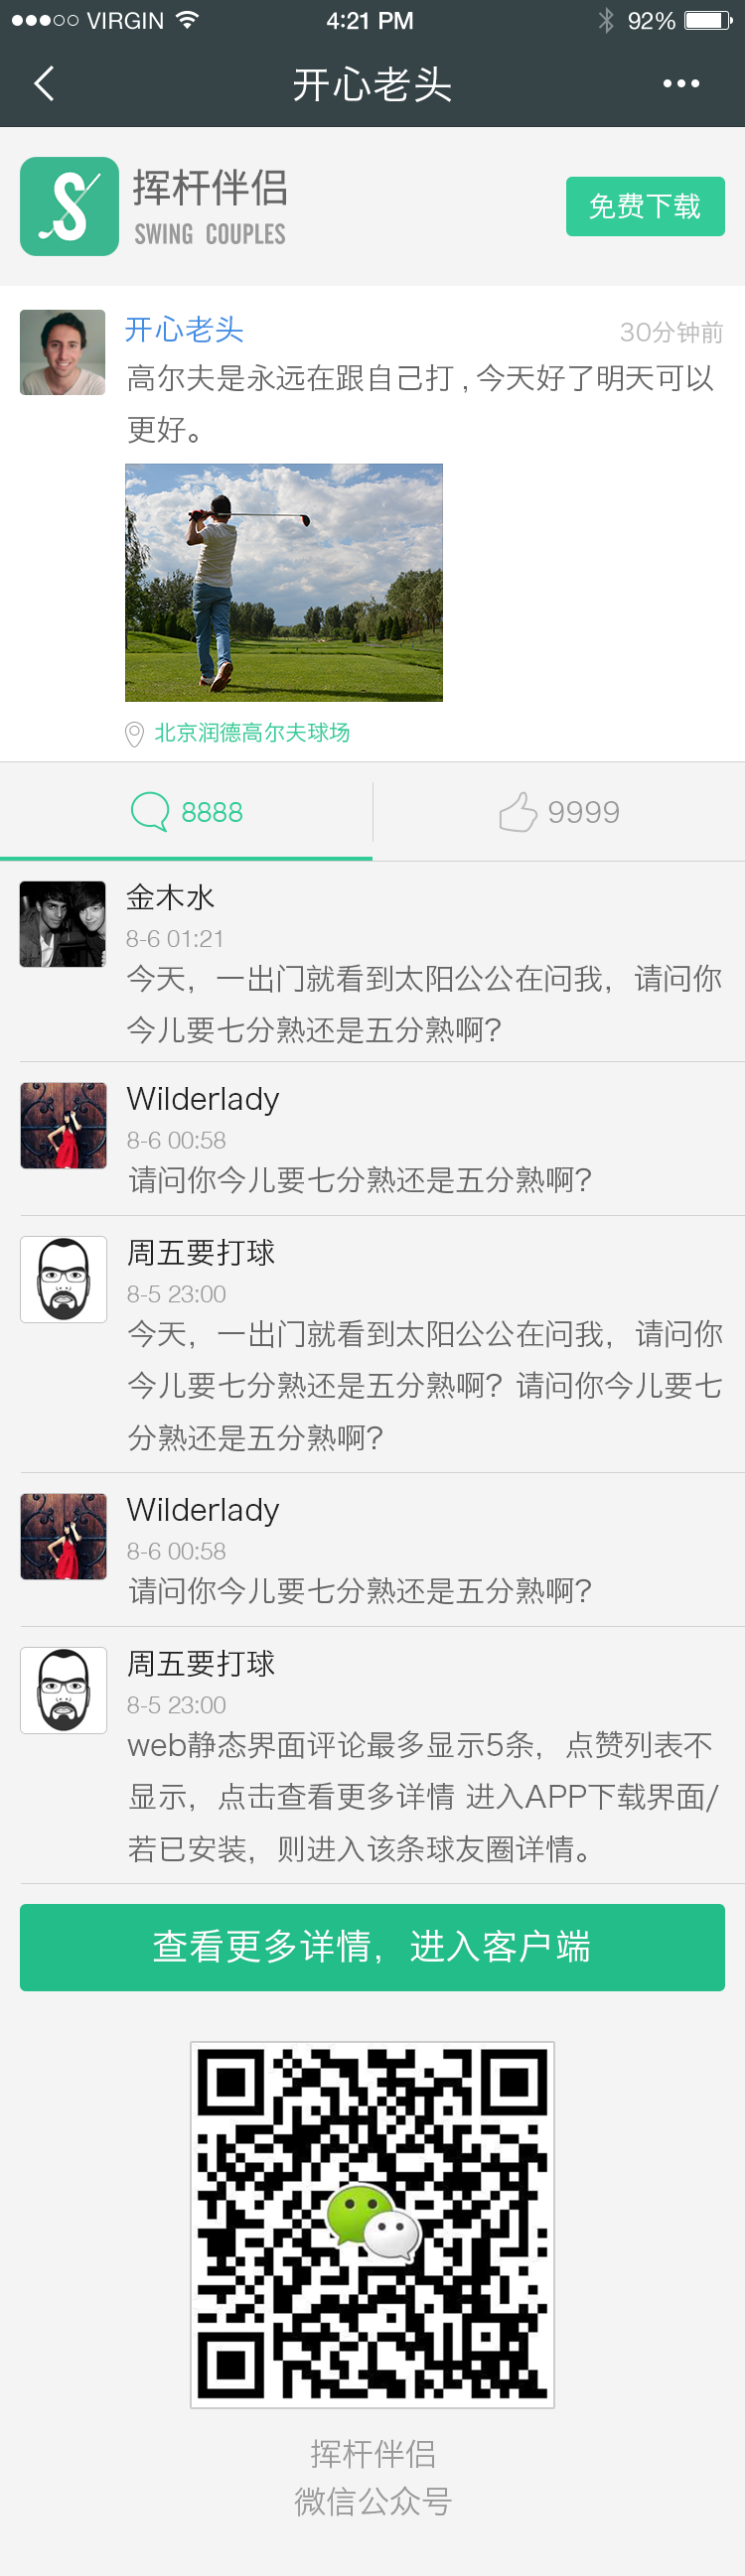 VIRGIN
4:21 PM
92%
开心老头
挥杆伴侣
SWING COUPLES
免费下载
开心老头
30分钟前
高尔夫是永远在跟自己打，今天好了明天可以
更好。
北京润德高尔夫球场
8888
9999
金木水
8-6 01:21
今天，一出门就看到太阳公公在问我，请问你
今儿要七分熟还是五分熟啊?
Wilderlady
8-6 00:58
请问你今儿要七分熟还是五分熟啊?
周五要打球
8-5 23:00
今天，一出门就看到太阳公公在问我，请问你
今儿要七分熟还是五分熟啊? 请问你今儿要七
分熟还是五分熟啊?
Wilderlady
8-6 00:58
请问你今儿要七分熟还是五分熟啊?
周五要打球
8-5 23:00
web静态界面评论最多显示5条，点赞列表不
显示，点击查看更多详情 进入APP下载界面/
若已安装，则进入该条球友圈详情。
查看更多详情，进入客户端
挥杆伴侣
微信公众号